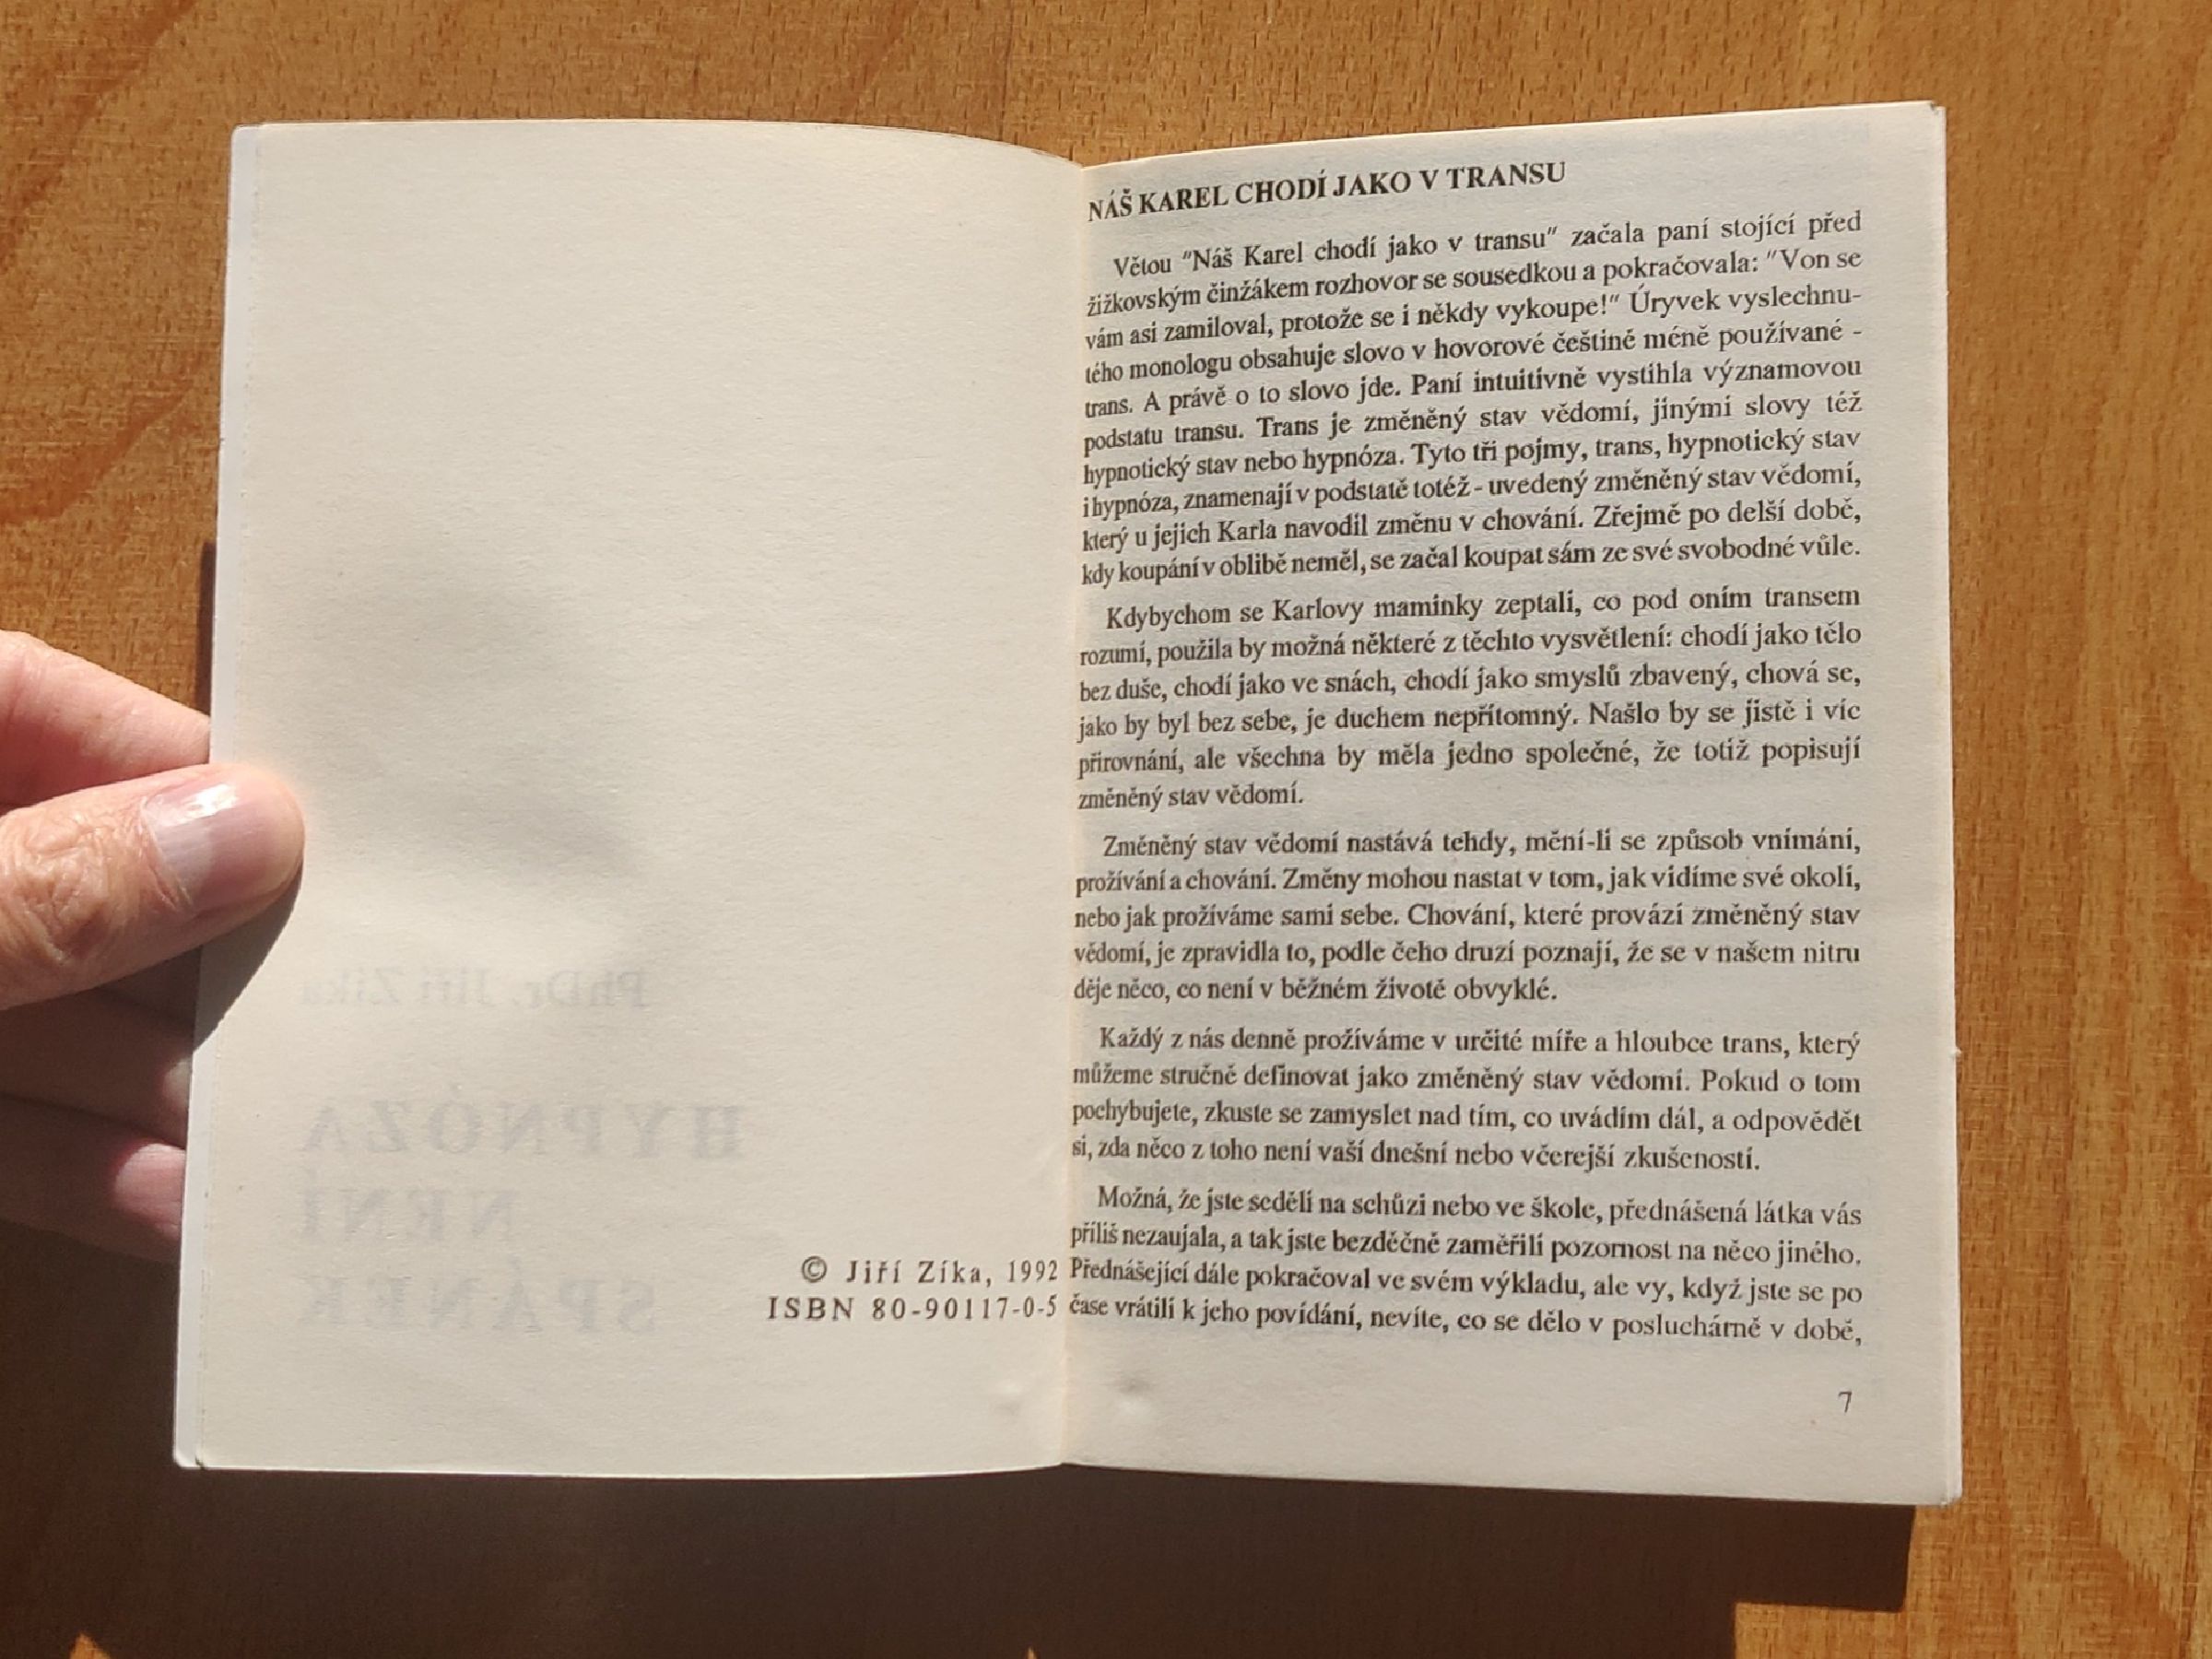 PhDr. Jiří Zíka
HYPNÓZA
NENÍ
SPÁNEK
© Jiří Zíka, 1992
ISBN 80-90117-0-5
NÁŠ KAREL CHODÍ JAKO V TRANSU
Větou "Náš Karel chodí jako v transu" začala paní stojící před
žižkovským činžákem rozhovor se sousedkou a pokračovala: "Von se
vám asi zamiloval, protože se i někdy vykoupe!" Úryvek vyslechnu-
tého monologu obsahuje slovo v hovorové češtině méně používané -
trans. A právě o to slovo jde. Paní intuitivně vystihla významovou
podstatu transu. Trans je změněný stav vědomí, jinými slovy též
hypnotický stav nebo hypnóza. Tyto tři pojmy, trans, hypnotický stav
i hypnóza, znamenají v podstatě totéž - uvedený změněný stav vědomí,
který u jejich Karla navodil změnu v chování. Zřejmě po delší době,
kdy koupání v oblibě neměl, se začal koupat sám ze své svobodné vůle.
Kdybychom se Karlovy maminky zeptali, co pod oním transem
rozumí, použila by možná některé z těchto vysvětlení: chodí jako tělo
bez duše, chodí jako ve snách, chodí jako smyslů zbavený, chová se,
jako by byl bez sebe, je duchem nepřítomný. Našlo by se jistě i víc
přirovnání, ale všechna by měla jedno společné, že totiž popisují
změněný stav vědomí.
Změněný stav vědomí nastává tehdy, mění-li se způsob vnímání,
prožívání a chování. Změny mohou nastat v tom, jak vidíme své okolí,
nebo jak prožíváme sami sebe. Chování, které provází změněný stav
vědomí, je zpravidla to, podle čeho druzí poznají, že se v našem nitru
děje něco, co není v běžném životě obvyklé.
Každý z nás denně prožíváme v určité míře a hloubce trans, který
můžeme stručně definovat jako změněný stav vědomí. Pokud o tom
pochybujete, zkuste se zamyslet nad tím, co uvádím dál, a odpovědět
si, zda něco z toho není vaší dnešní nebo včerejší zkušeností.
Možná, že jste seděli na schůzi nebo ve škole, přednášená látka vás
příliš nezaujala, a tak jste bezděčně zaměřili pozornost na něco jiného.
Přednášející dále pokračoval ve svém výkladu, ale vy, když jste se po
čase vrátili k jeho povídání, nevíte, co se dělo v posluchárně v době,
7